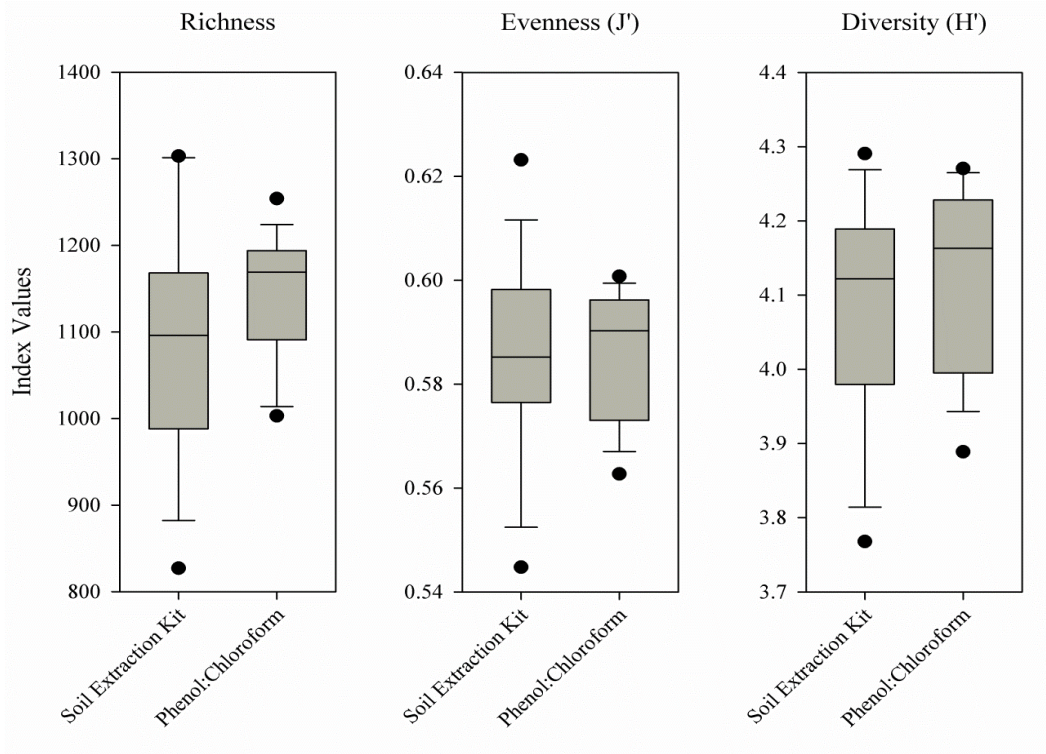 Richness
Evenness (J')
Diversity (H')
Index Values
1400
1300
1200
1100
1000
900
800
Soil Extraction Kit
Phenol:Chloroform
0.64
0.62
0.60
0.58
0.56
0.54
Soil Extraction Kit
Phenol:Chloroform
4.4
4.3
4.2
4.1
4.0
3.9
3.8
3.7
Soil Extraction Kit
Phenol:Chloroform